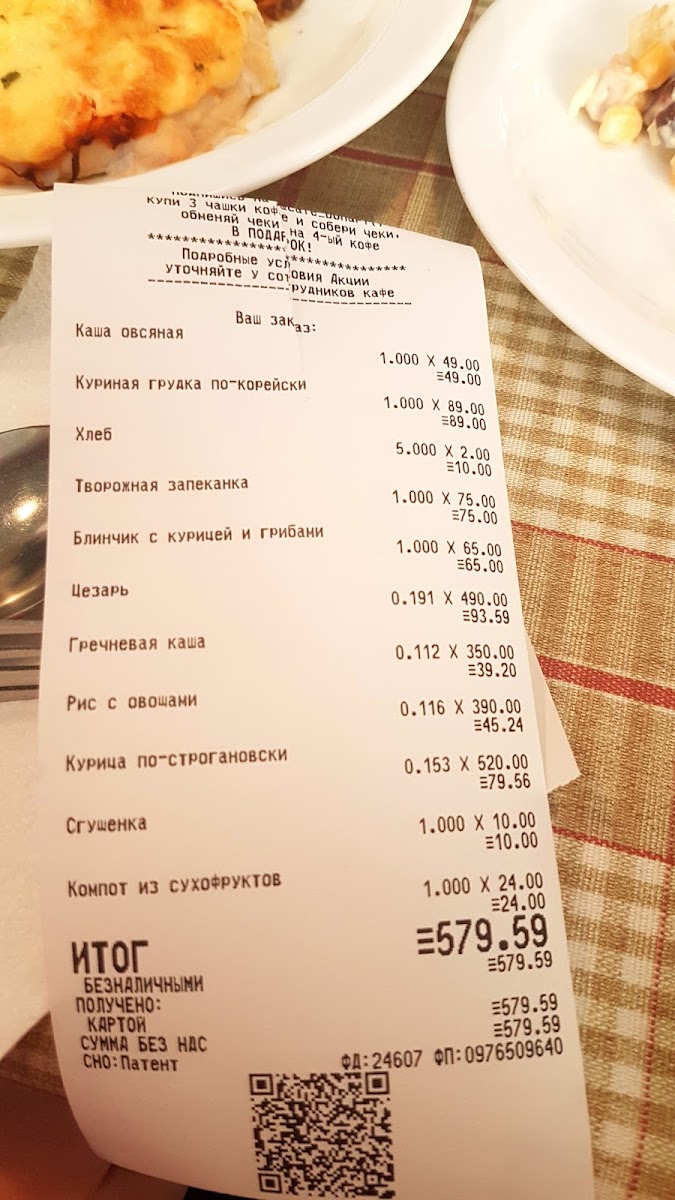 КУПИ 3 ЧАШКИ КОФЕ И СОБЕРИ ЧЕКИ,
ОБМЕНЯЙ ЧЕКИ НА 4-ЫЙ КОФЕ
В ПОДАРОК!
********************************
Подробные условия Акции
уточняйте у сотрудников кафе
--------------------------------
Ваш заказ:
Каша овсяная
1.000 X 49.00
≡49.00
Куриная грудка по-корейски
1.000 X 89.00
≡89.00
Хлеб
5.000 X 2.00
≡10.00
Творожная запеканка
1.000 X 75.00
≡75.00
Блинчик с курицей и грибани
1.000 X 65.00
≡65.00
Цезарь
0.191 X 490.00
≡93.59
Гречневая каша
0.112 X 350.00
≡39.20
Рис с овощами
0.116 X 390.00
≡45.24
Курица по-строгановски
0.153 X 520.00
≡79.56
Сгущенка
1.000 X 10.00
≡10.00
Компот из сухофруктов
1.000 X 24.00
≡24.00
ИТОГ ≡579.59
БЕЗНАЛИЧНЫМИ ≡579.59
ПОЛУЧЕНО:
КАРТОЙ ≡579.59
СУММА БЕЗ НДС ≡579.59
СНО:Патент ФД:24607 ФП:0976509640